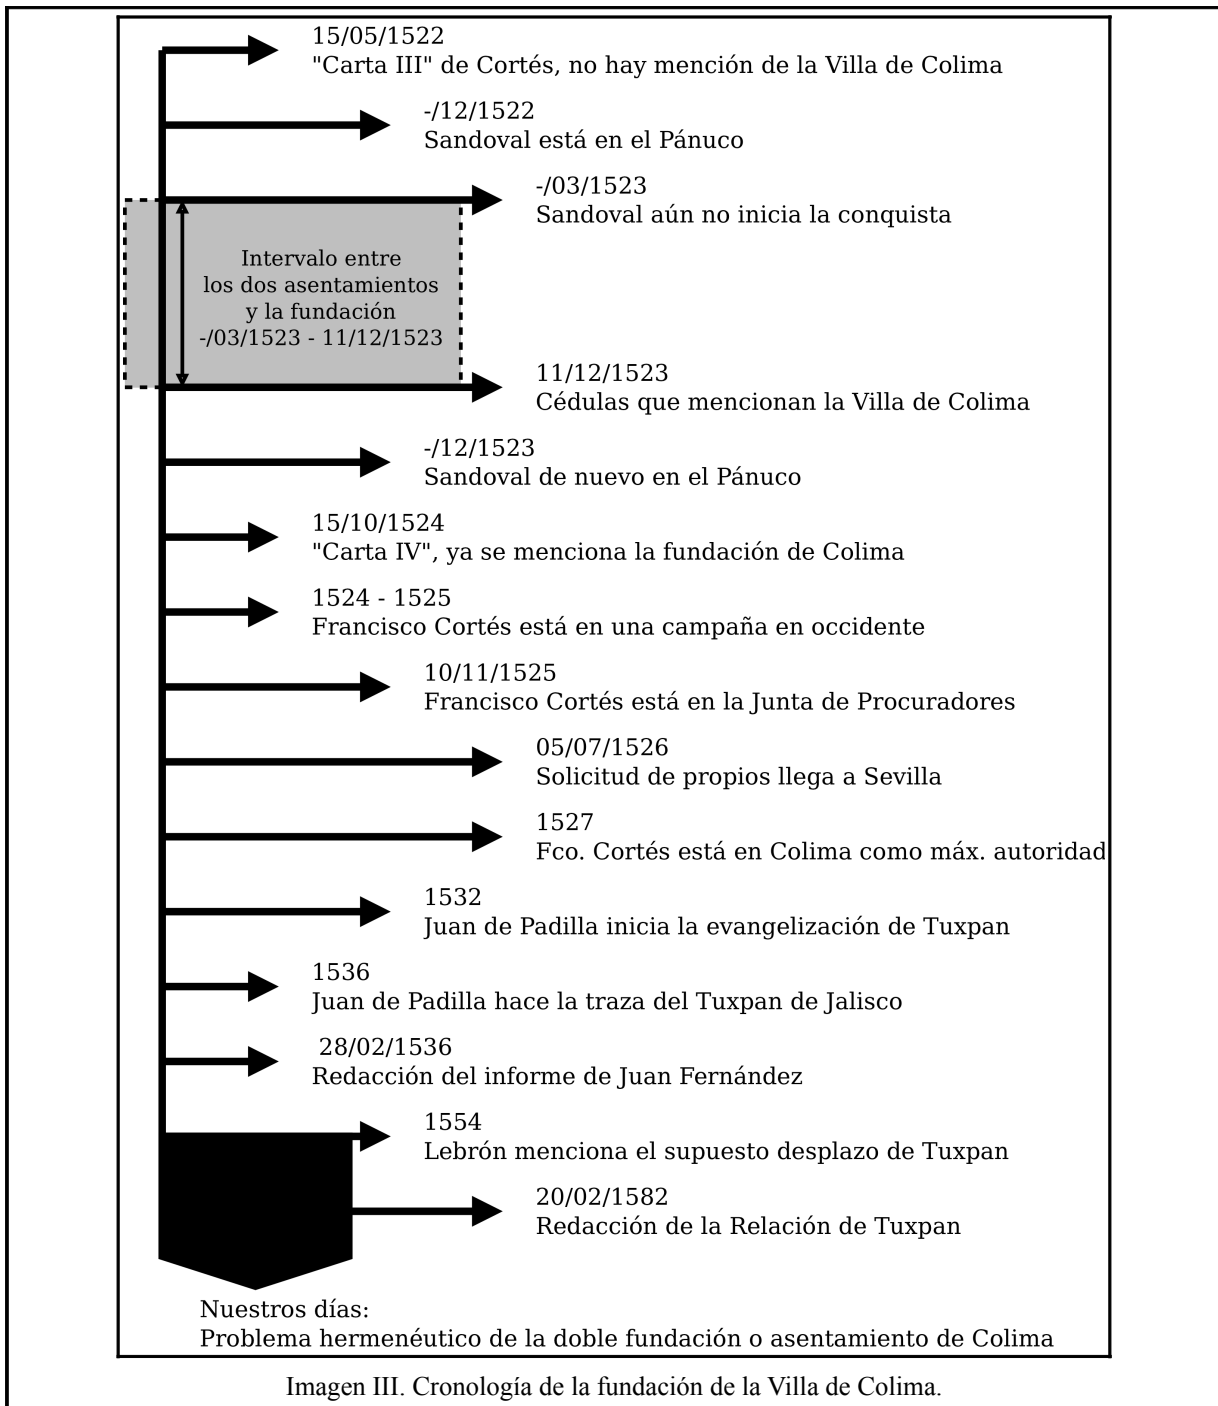 15/05/1522
"Carta III" de Cortés, no hay mención de la Villa de Colima
-/12/1522
Sandoval está en el Pánuco
-/03/1523
Sandoval aún no inicia la conquista
Intervalo entre
los dos asentamientos
y la fundación
-/03/1523 - 11/12/1523
11/12/1523
Cédulas que mencionan la Villa de Colima
-/12/1523
Sandoval de nuevo en el Pánuco
15/10/1524
"Carta IV", ya se menciona la fundación de Colima
1524 - 1525
Francisco Cortés está en una campaña en occidente
10/11/1525
Francisco Cortés está en la Junta de Procuradores
05/07/1526
Solicitud de propios llega a Sevilla
1527
Fco. Cortés está en Colima como máx. autoridad
1532
Juan de Padilla inicia la evangelización de Tuxpan
1536
Juan de Padilla hace la traza del Tuxpan de Jalisco
28/02/1536
Redacción del informe de Juan Fernández
1554
Lebrón menciona el supuesto desplazo de Tuxpan
20/02/1582
Redacción de la Relación de Tuxpan
Nuestros días:
Problema hermenéutico de la doble fundación o asentamiento de Colima
Imagen III. Cronología de la fundación de la Villa de Colima.